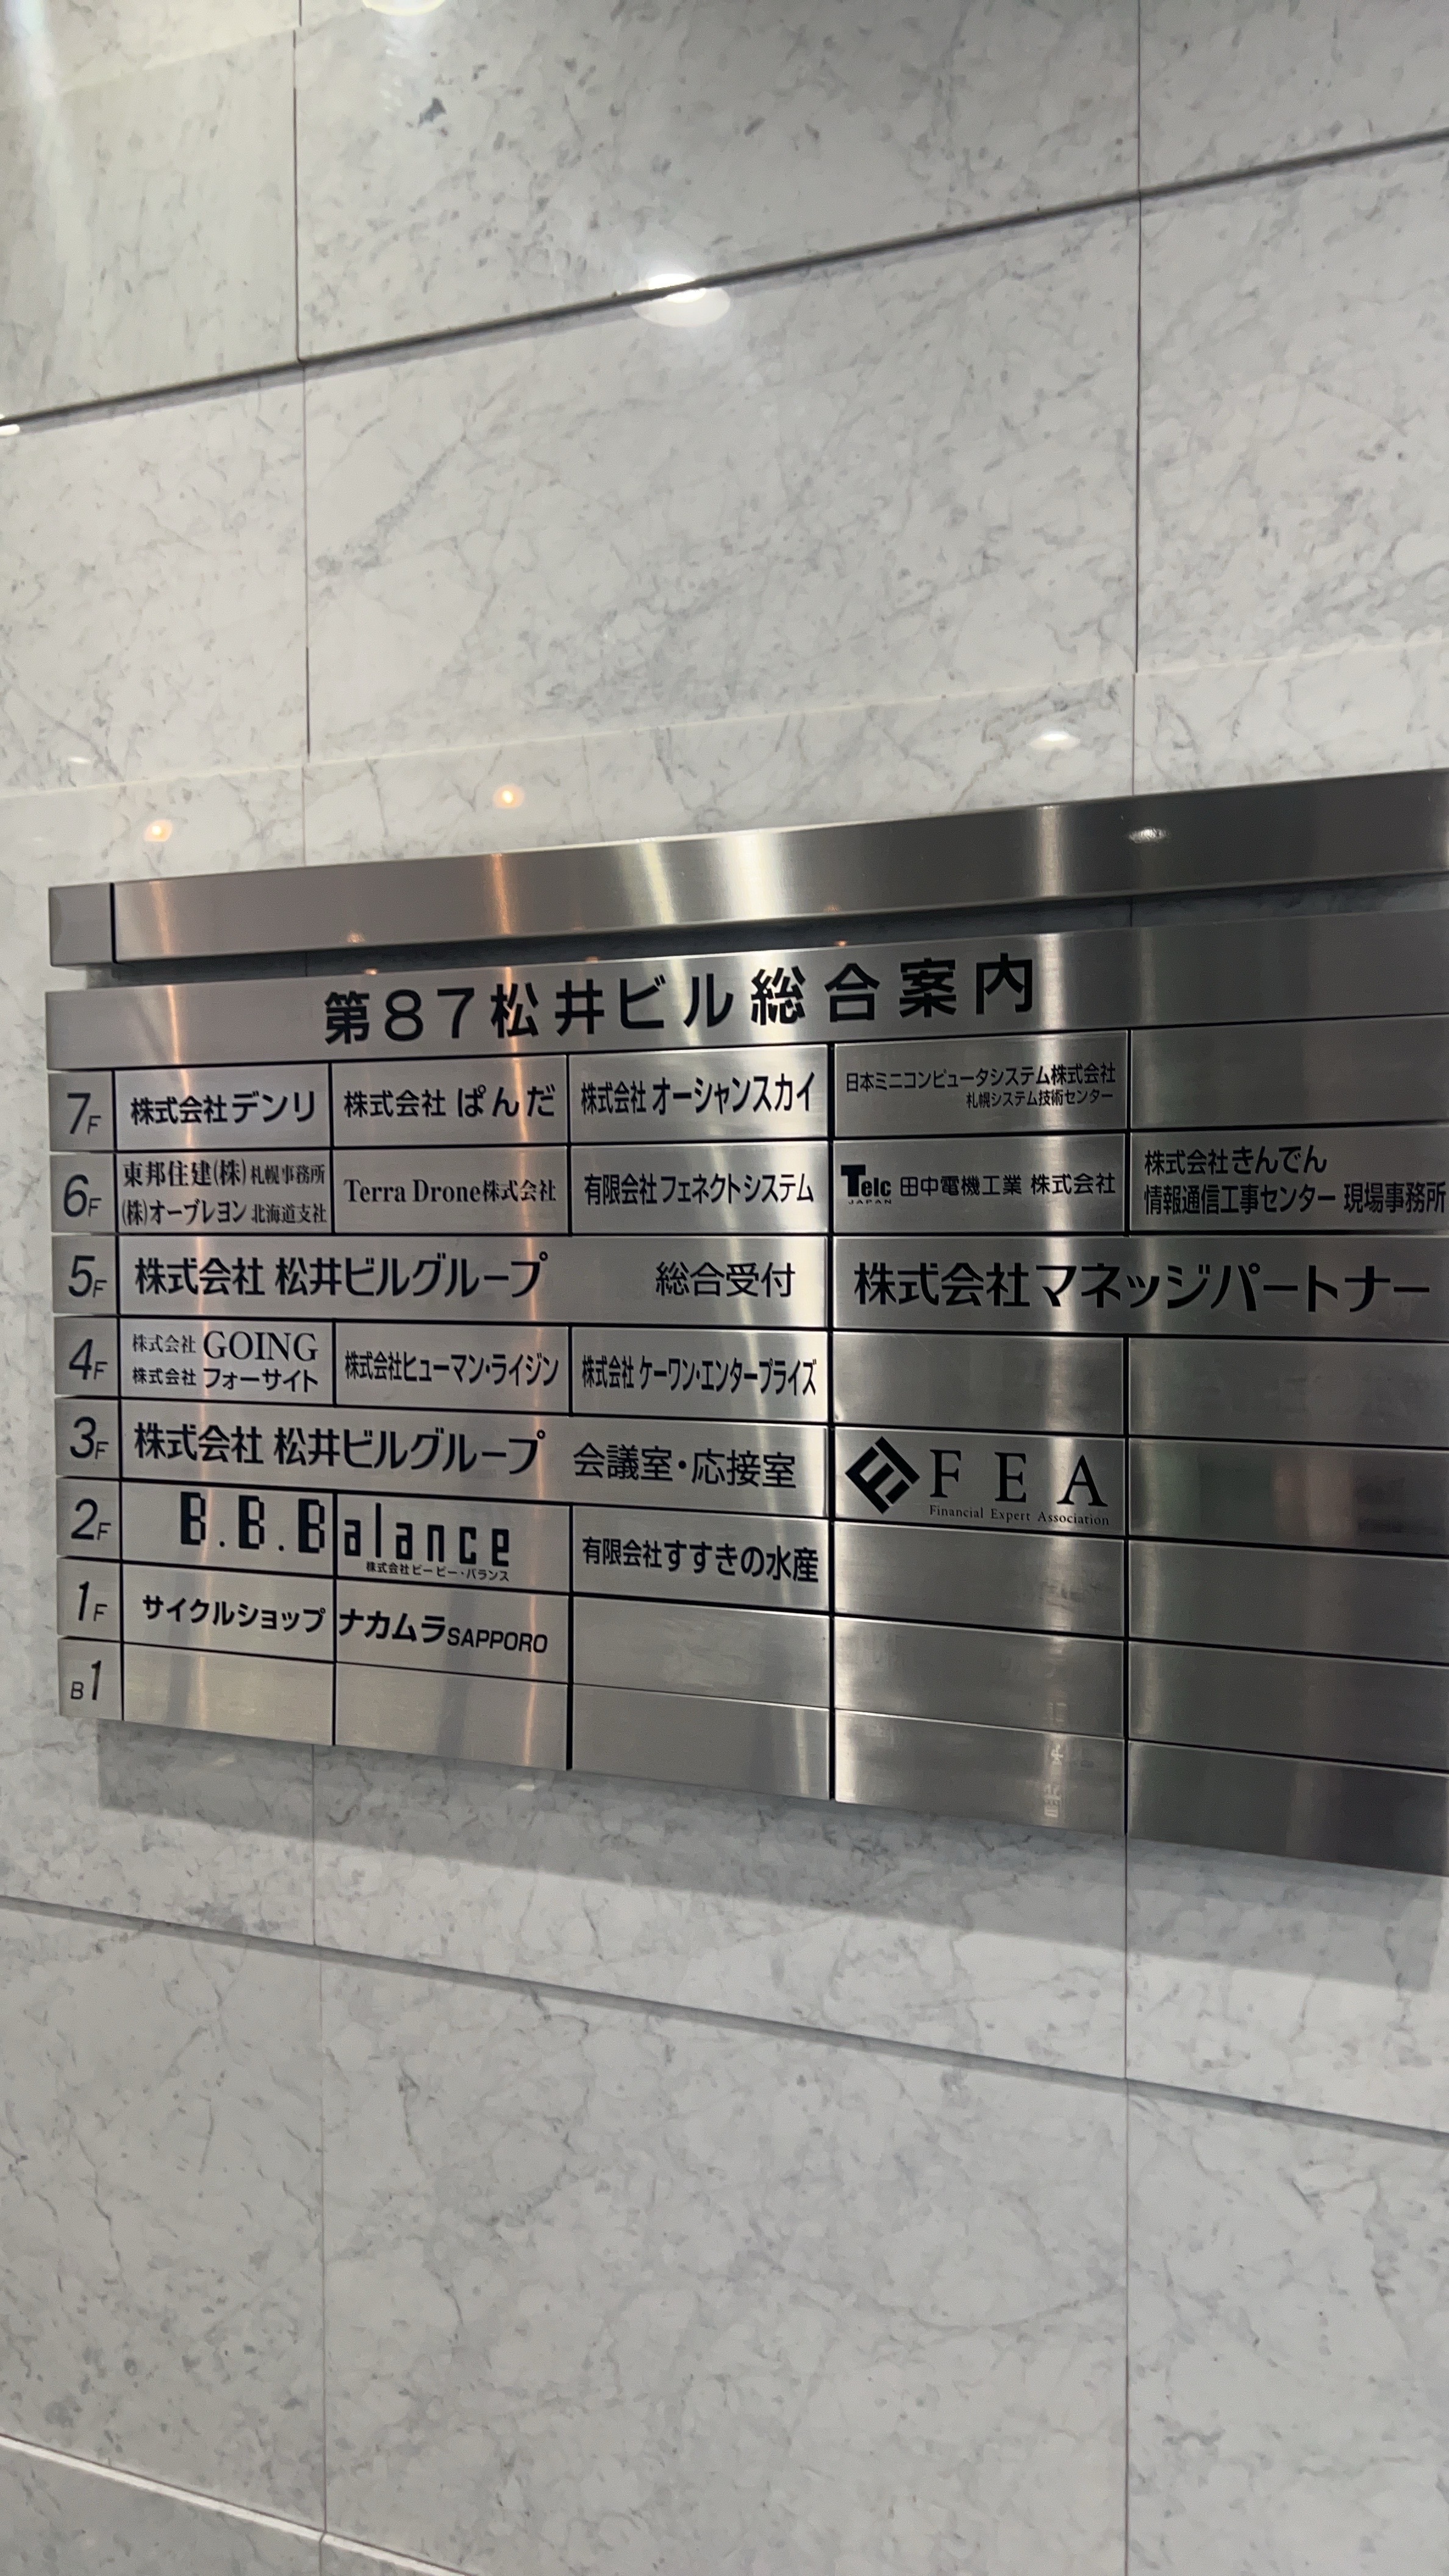 第87松井ビル総合案内
7F 株式会社デンリ 株式会社 ぱんだ 株式会社 オーシャンスカイ 日本ミニコンピュータシステム株式会社
札幌システム技術センター
6F 東邦住建(株)札幌事務所
(株)オーブレヨン 北海道支社
Terra Drone株式会社 有限会社フェネクトシステム Telc JAPAN 田中電機工業 株式会社
株式会社きんでん
情報通信工事センター 現場事務所
5F 株式会社 松井ビルグループ 総合受付 株式会社マネッジパートナー
4F 株式会社 GOING
株式会社 フォーサイト
株式会社ヒューマン・ライジン 株式会社 ケーワン・エンタープライズ
3F 株式会社 松井ビルグループ 会議室・応接室 FEA
Financial Expert Association
2F B.B.Balance
株式会社 ビー ビー・バランス
有限会社すすきの水産
1F サイクルショップ ナカムラSAPPORO
B1